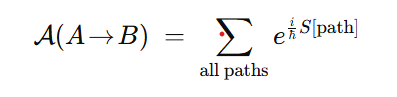 𝒜(A→B) = ∑ e^{i/ħ S[path]}
all paths